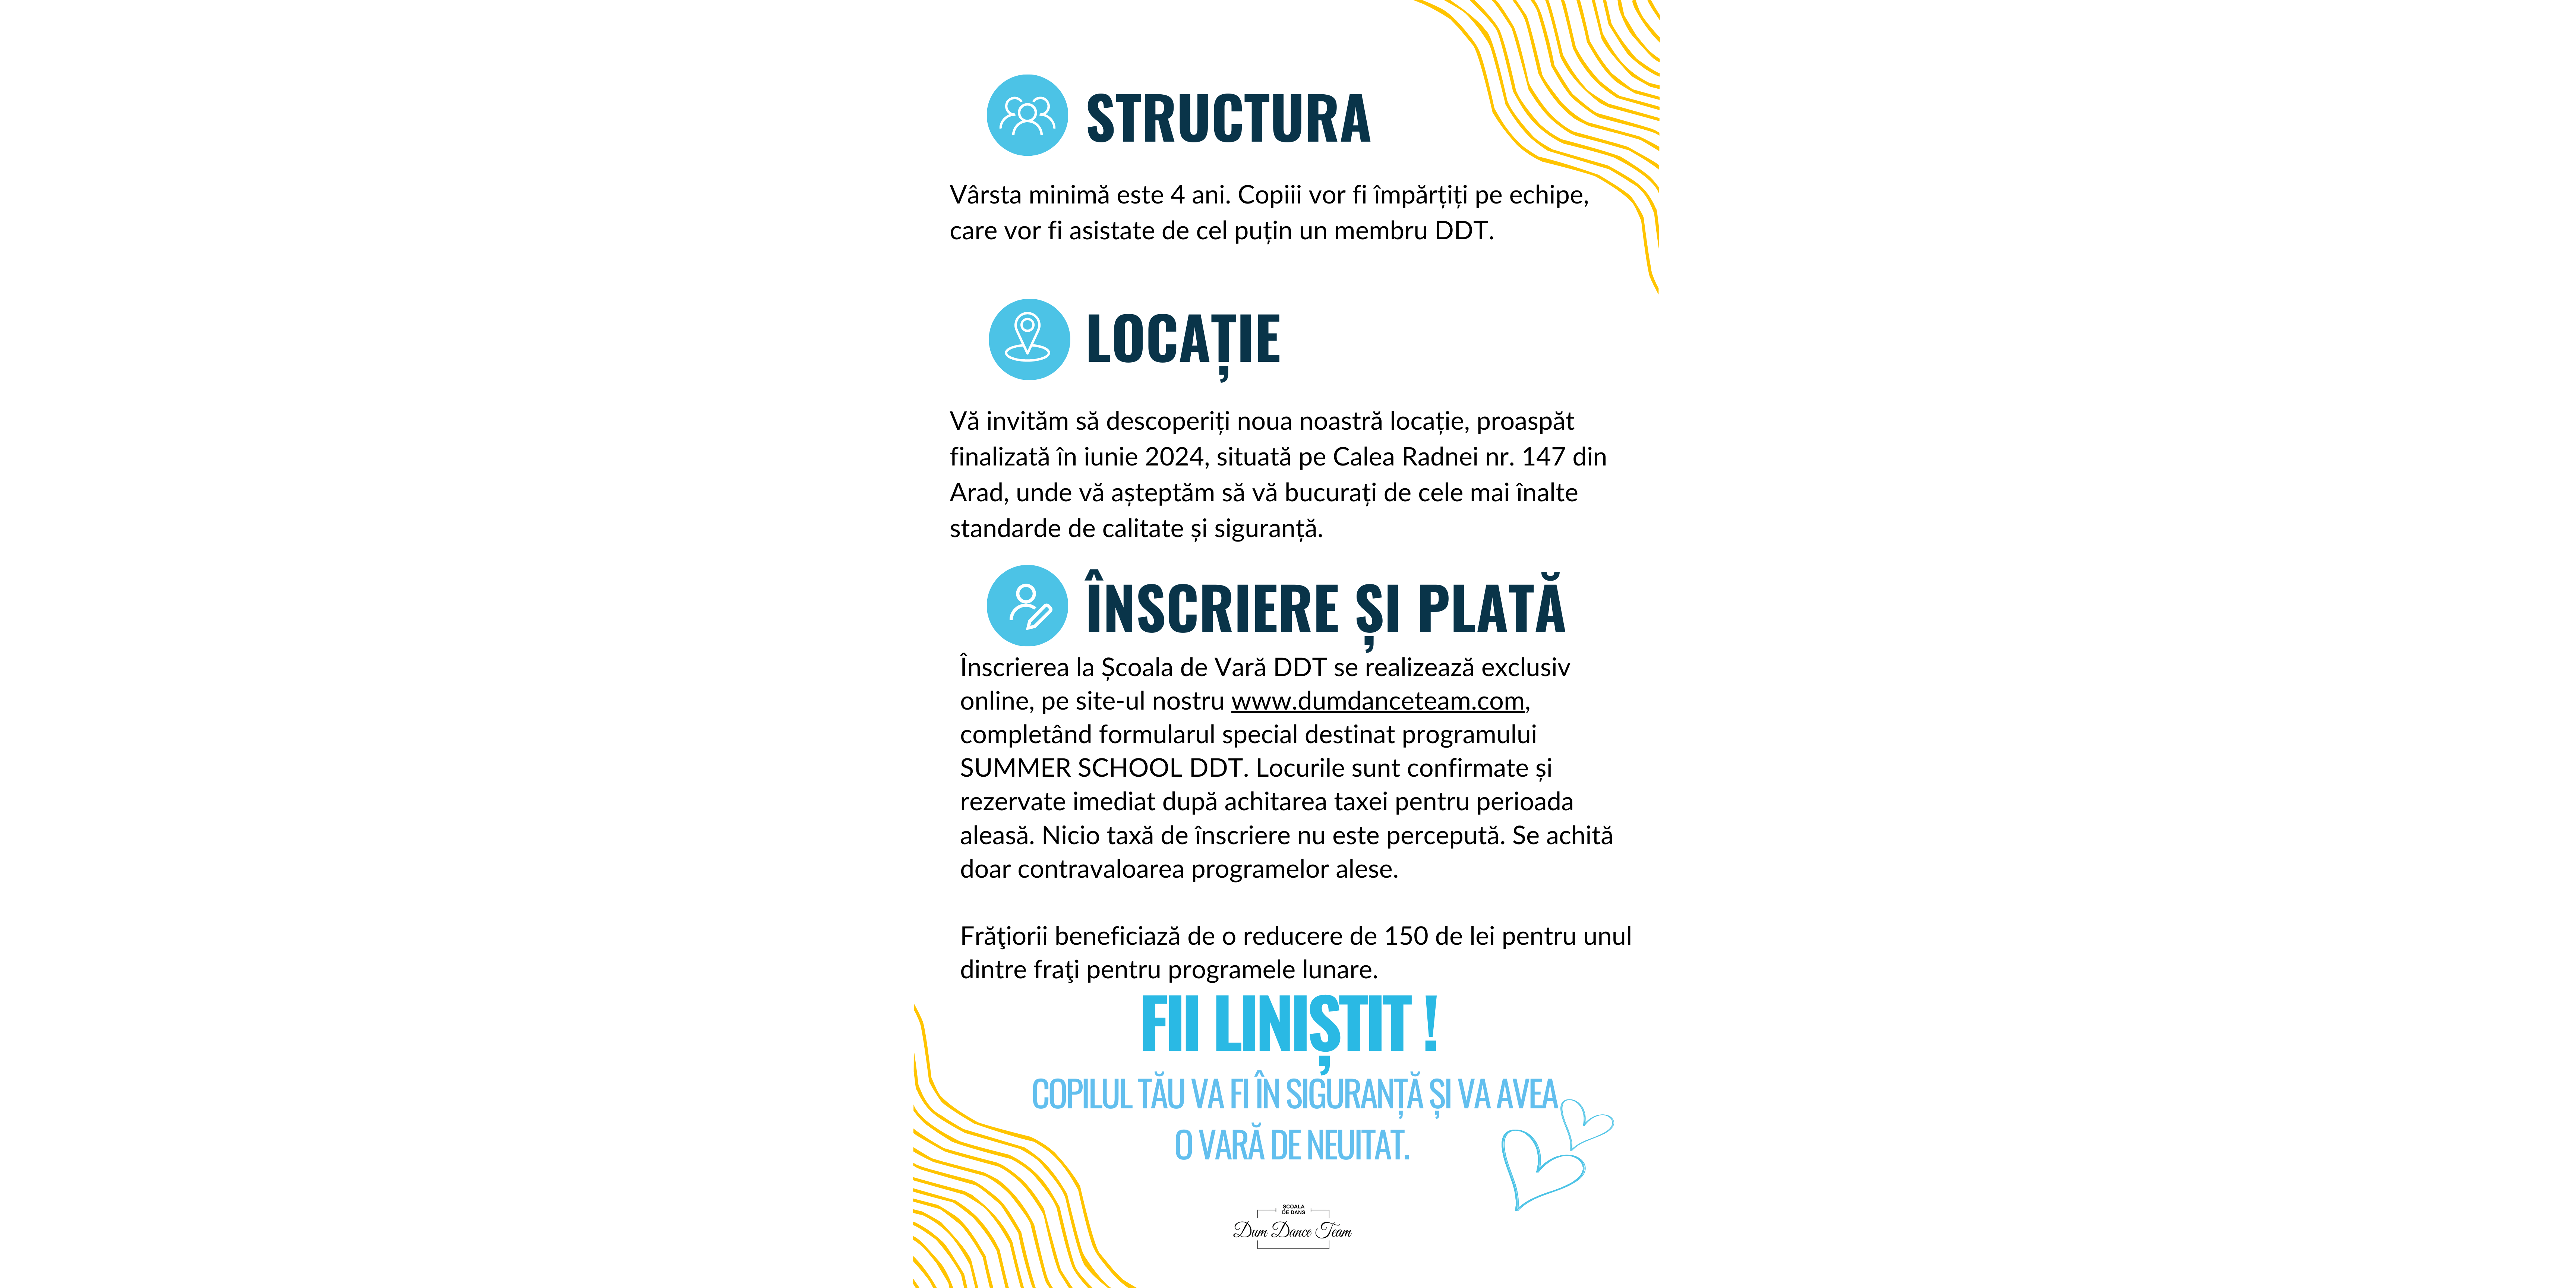 STRUCTURA
Vârsta minimă este 4 ani. Copiii vor fi împărțiți pe echipe,
care vor fi asistate de cel puțin un membru DDT.
LOCAȚIE
Vă invităm să descoperiți noua noastră locație, proaspăt
finalizată în iunie 2024, situată pe Calea Radnei nr. 147 din
Arad, unde vă așteptăm să vă bucurați de cele mai înalte
standarde de calitate și siguranță.
ÎNSCRIERE ȘI PLATĂ
Înscrierea la Școala de Vară DDT se realizează exclusiv
online, pe site-ul nostru www.dumdanceteam.com,
completând formularul special destinat programului
SUMMER SCHOOL DDT. Locurile sunt confirmate și
rezervate imediat după achitarea taxei pentru perioada
aleasă. Nicio taxă de înscriere nu este percepută. Se achită
doar contravaloarea programelor alese.
Frăţiorii beneficiază de o reducere de 150 de lei pentru unul
dintre fraţi pentru programele lunare.
FII LINIȘTIT !
COPILUL TĂU VA FI ÎN SIGURANȚĂ ȘI VA AVEA
O VARĂ DE NEUITAT.
ȘCOALA
DE DANS
Dum Dance Team